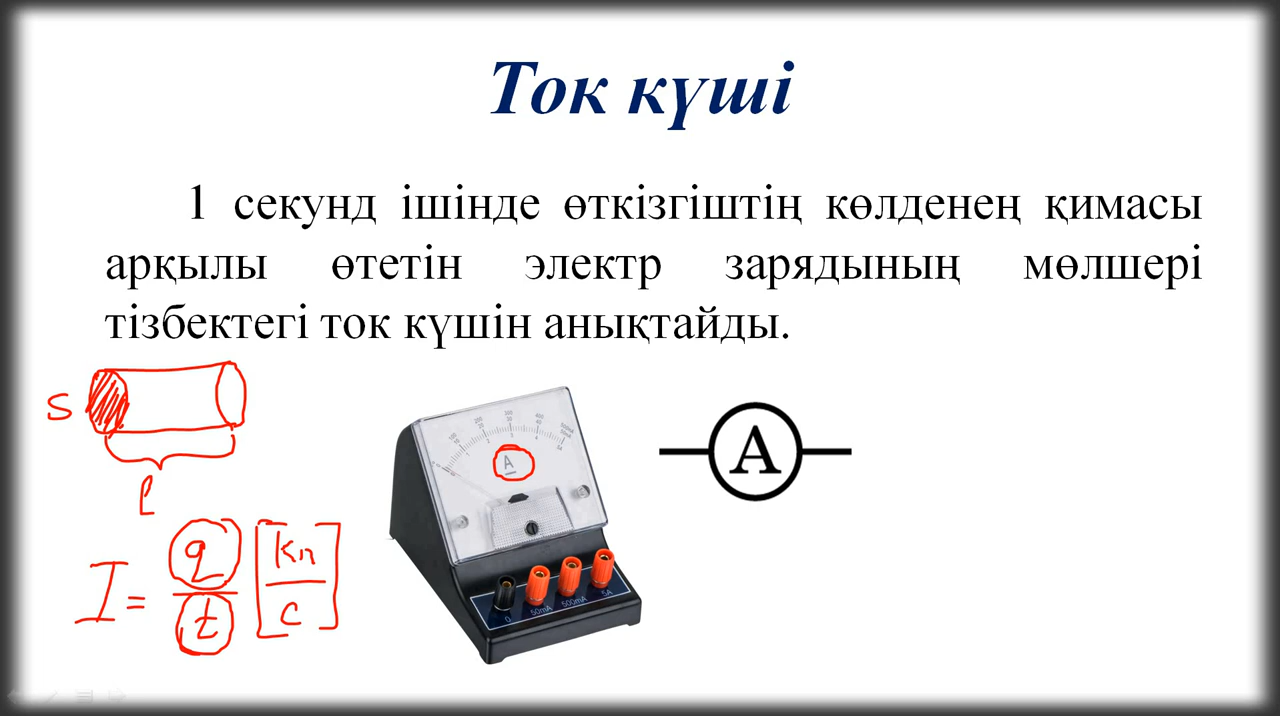 Ток күші
1 секунд ішінде өткізгіштің көлденең қимасы
арқылы өтетін электр зарядының мөлшері
тізбектегі ток күшін анықтайды.
S
ℓ
I = q/t [Кл/с]
A
0 50mA 500mA 5A
A